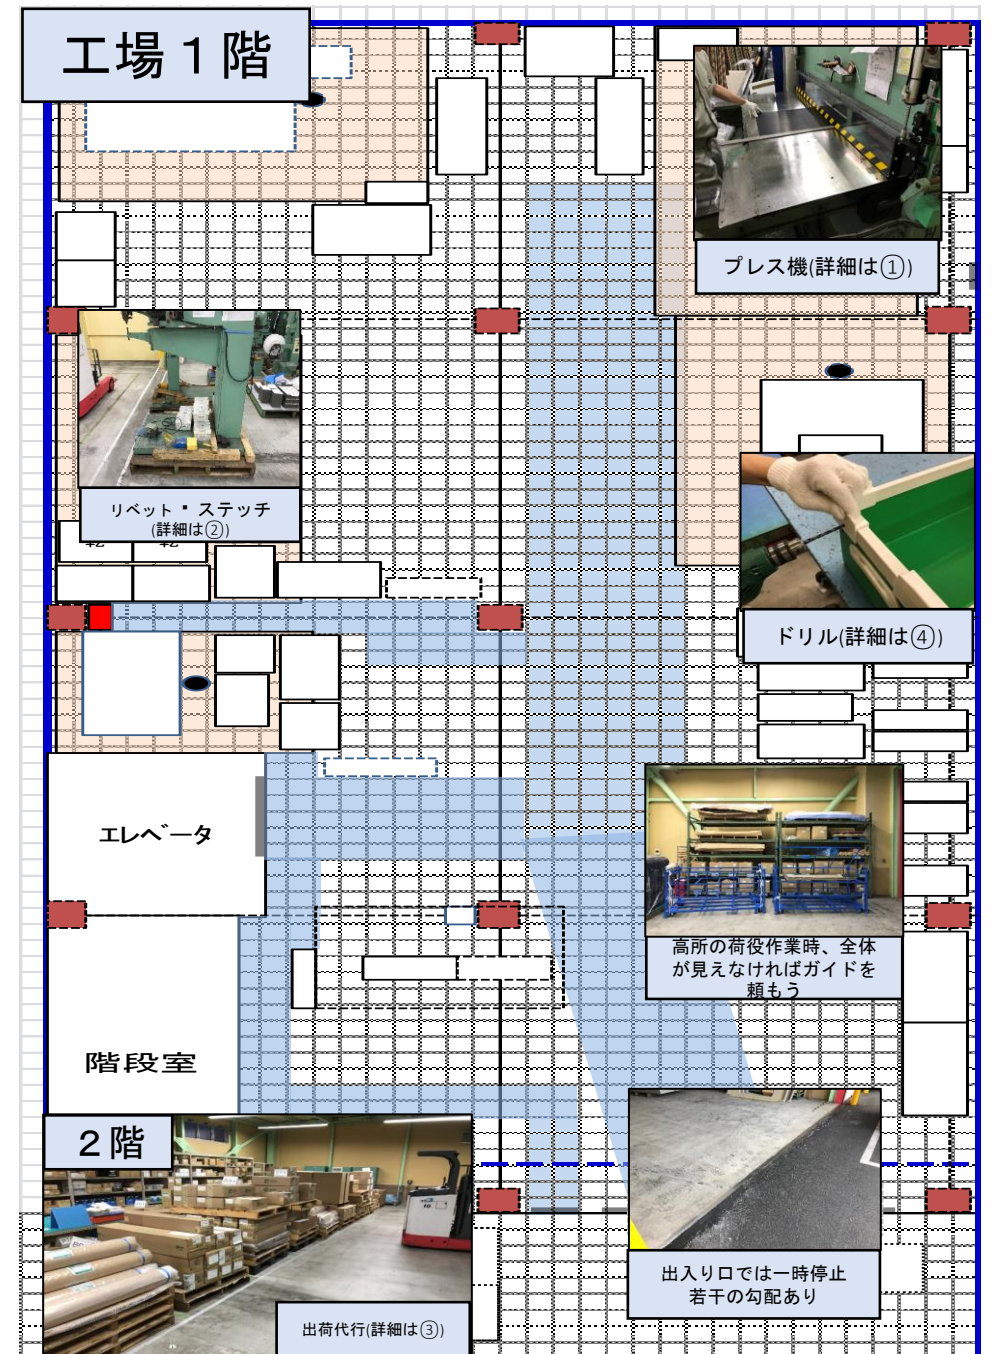 工場１階
プレス機(詳細は①)
リベット・ステッチ
(詳細は②)
ドリル(詳細は④)
エレベータ
高所の荷役作業時、全体
が見えなければガイドを
頼もう
階段室
２階
出荷代行(詳細は③)
出入り口では一時停止
若干の勾配あり